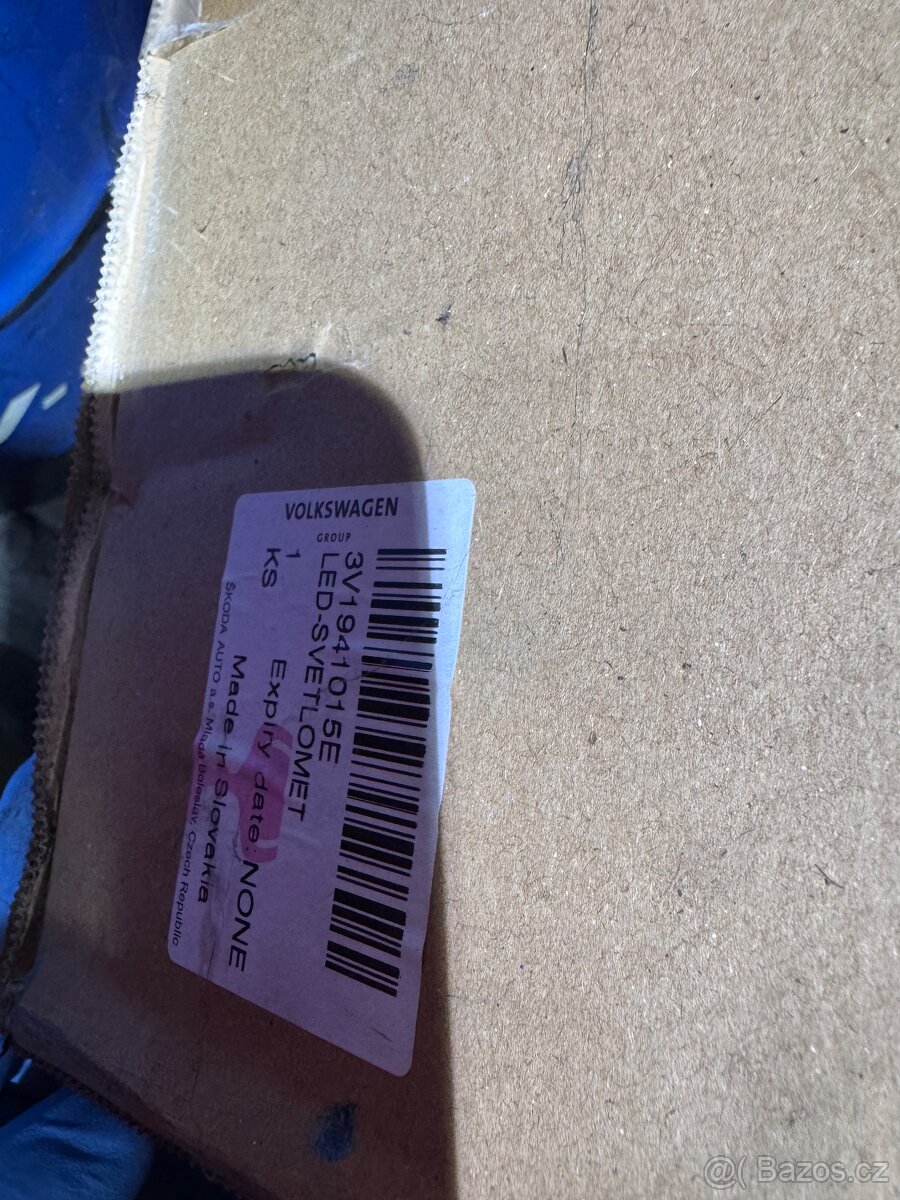 VOLKSWAGEN
GROUP
3V1941015E
LED-SVETLOMET
1
KS
Expiry date: NONE
Made in Slovakia
ŠKODA AUTO a.s. Mladá Boleslav, Czech Republic
@( Bazos.cz